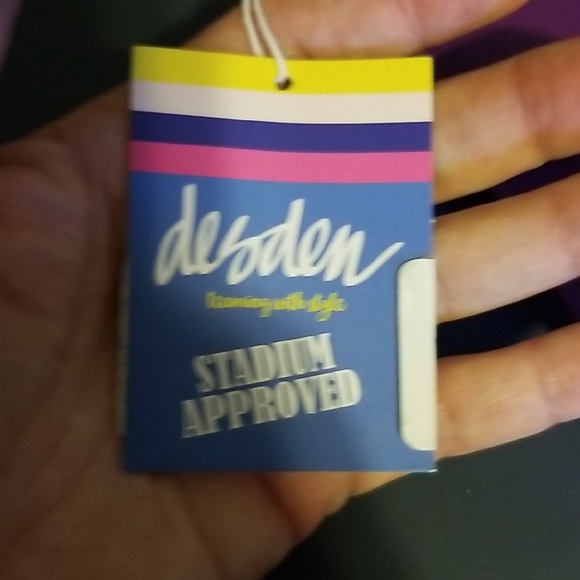 desden
teaming with style
STADIUM
APPROVED